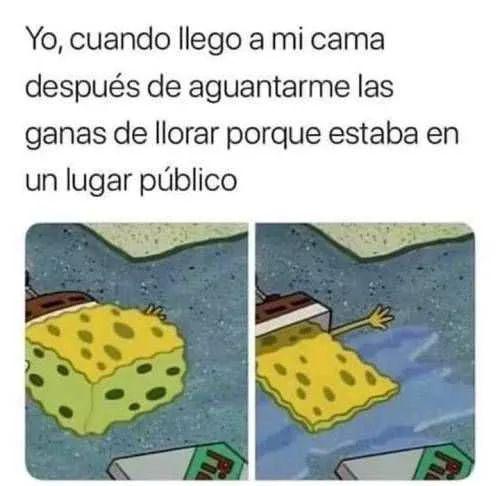 Yo, cuando llego a mi cama
después de aguantarme las
ganas de llorar porque estaba en
un lugar público